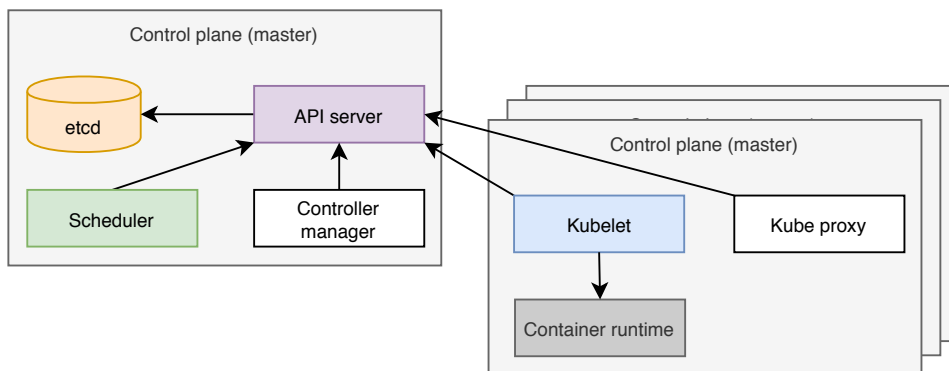 Control plane (master)
etcd
API server
Scheduler
Controller
manager
Control plane (master)
Kubelet
Kube proxy
Container runtime